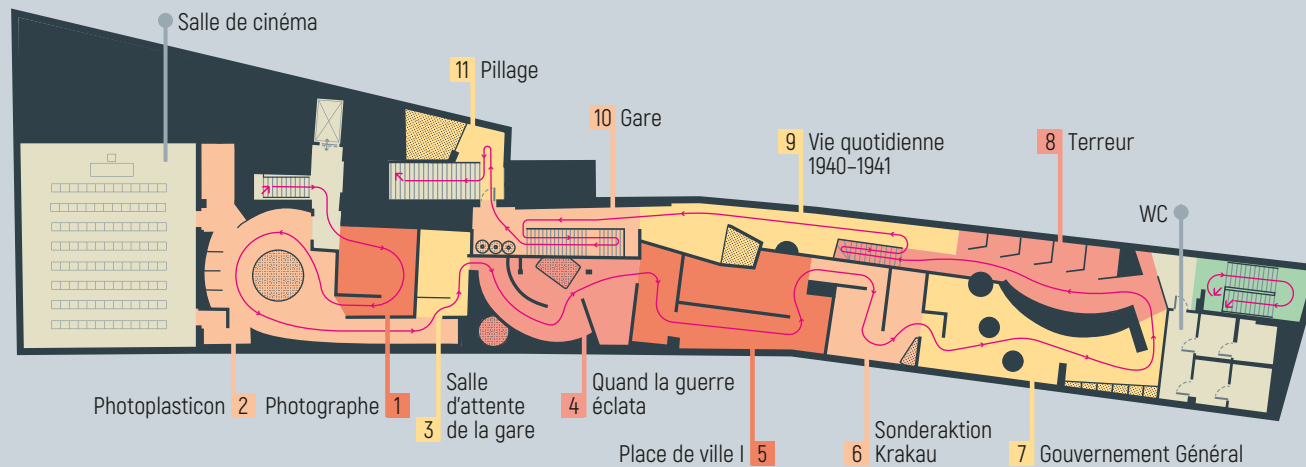 Salle de cinéma
11 Pillage
10 Gare
9 Vie quotidienne
1940–1941
8 Terreur
WC
Photoplasticon 2
Photographe 1
3 Salle
d'attente
de la gare
4 Quand la guerre
éclata
Place de ville I 5
6 Sonderaktion
Krakau
7 Gouvernement Général